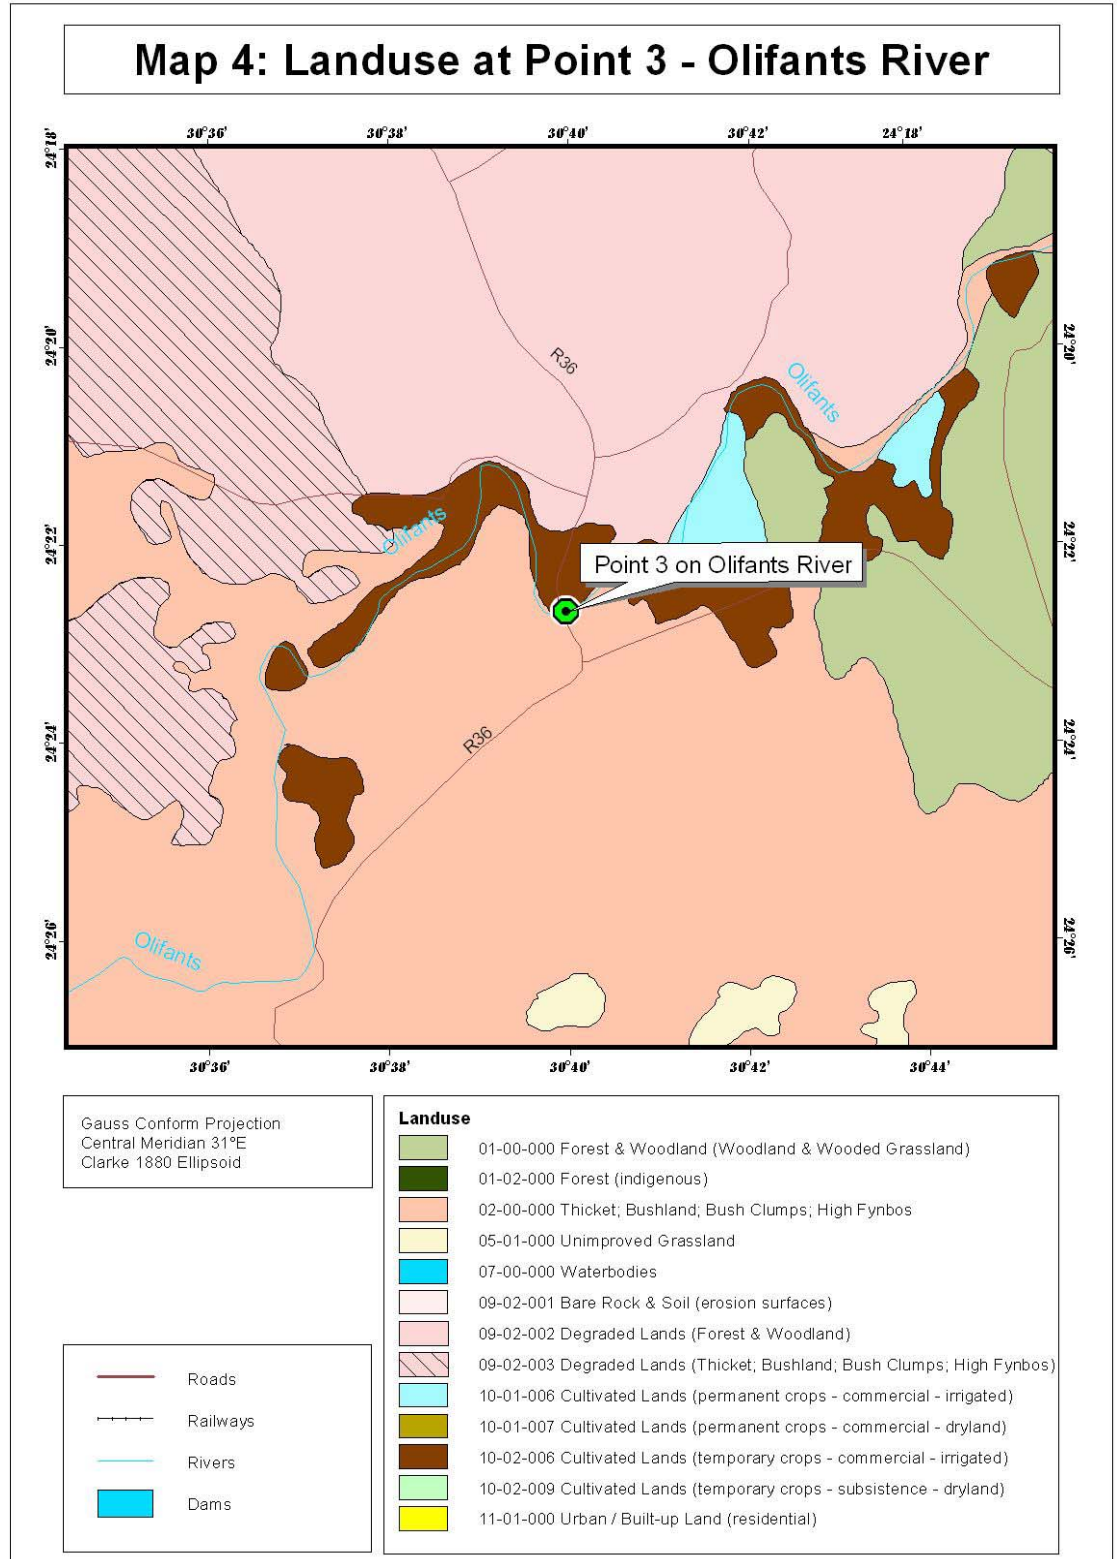 Map 4: Landuse at Point 3 - Olifants River
30°36' 30°38' 30°40' 30°42' 24°18'
24°18'
24°20' 24°20'
R36
Olifants
Olifants
24°22' 24°22'
Point 3 on Olifants River
R36
24°24' 24°24'
Olifants
24°26' 24°26'
30°36' 30°38' 30°40' 30°42' 30°44'
Gauss Conform Projection
Central Meridian 31°E
Clarke 1880 Ellipsoid
Roads
Railways
Rivers
Dams
Landuse
01-00-000 Forest & Woodland (Woodland & Wooded Grassland)
01-02-000 Forest (indigenous)
02-00-000 Thicket; Bushland; Bush Clumps; High Fynbos
05-01-000 Unimproved Grassland
07-00-000 Waterbodies
09-02-001 Bare Rock & Soil (erosion surfaces)
09-02-002 Degraded Lands (Forest & Woodland)
09-02-003 Degraded Lands (Thicket; Bushland; Bush Clumps; High Fynbos)
10-01-006 Cultivated Lands (permanent crops - commercial - irrigated)
10-01-007 Cultivated Lands (permanent crops - commercial - dryland)
10-02-006 Cultivated Lands (temporary crops - commercial - irrigated)
10-02-009 Cultivated Lands (temporary crops - subsistence - dryland)
11-01-000 Urban / Built-up Land (residential)